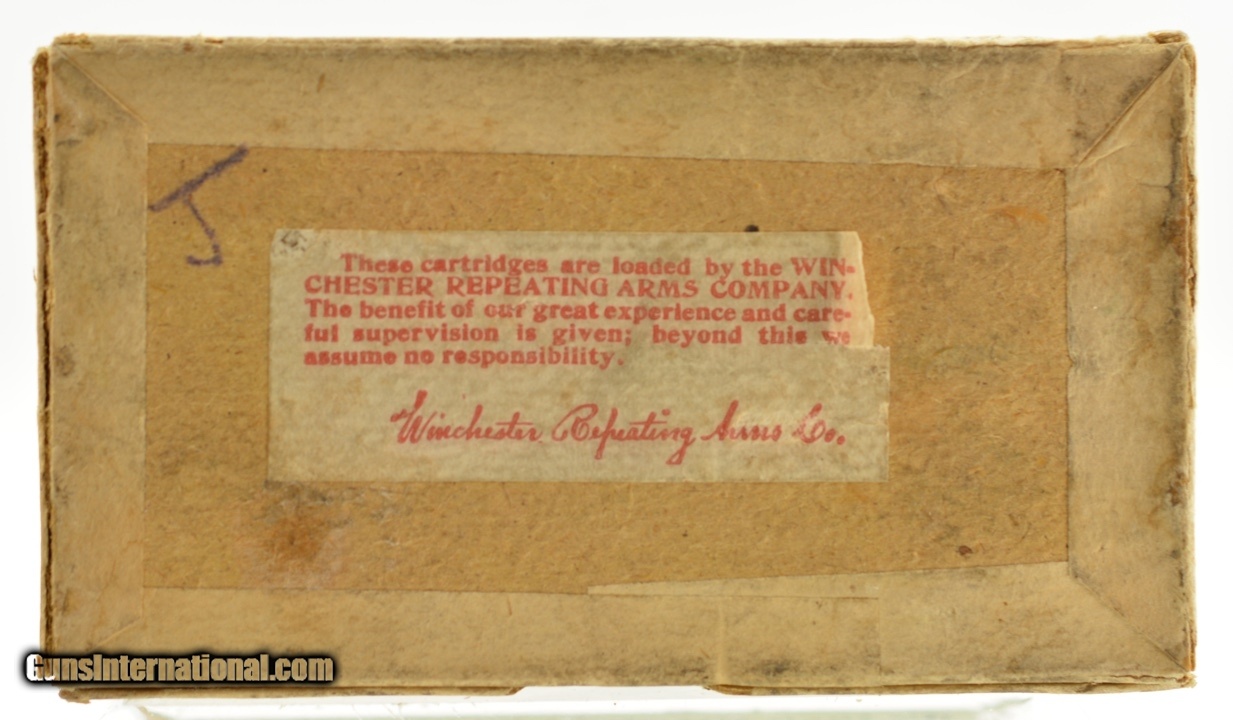 J
These cartridges are loaded by the WIN-
CHESTER REPEATING ARMS COMPANY.
The benefit of our great experience and care-
ful supervision is given; beyond this we
assume no responsibility.
Winchester Repeating Arms Co.
GunsInternational.com